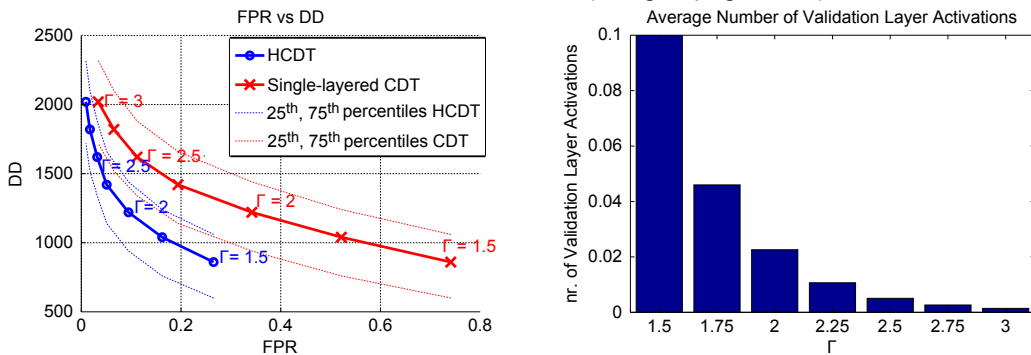 FPR vs DD
2500
2000
1500
1000
500
DD
0
0.2
0.4
0.6
0.8
FPR
HCDT
Single-layered CDT
25th, 75th percentiles HCDT
25th, 75th percentiles CDT
Γ = 3
Γ = 2.5
Γ = 2.5
Γ = 2
Γ = 2
Γ = 1.5
Γ = 1.5
Average Number of Validation Layer Activations
0.1
0.08
0.06
0.04
0.02
0
nr. of Validation Layer Activations
1.5 1.75 2 2.25 2.5 2.75 3
Γ